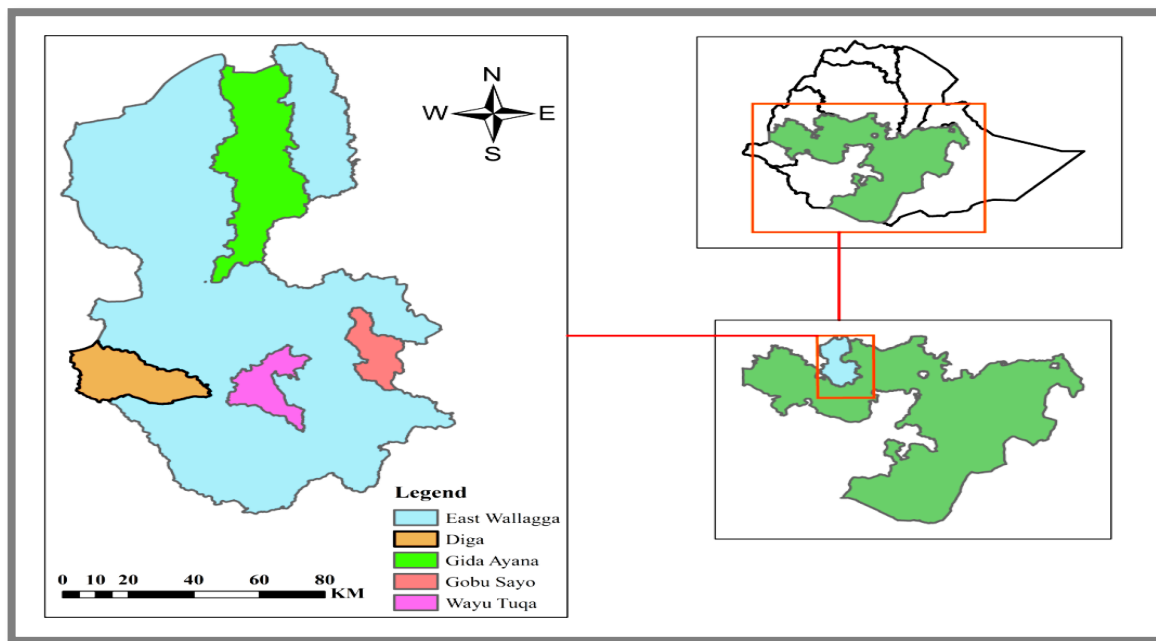 N
W E
S
Legend
East Wallagga
Diga
Gida Ayana
Gobu Sayo
Wayu Tuqa
0 10 20 40 60 80
KM